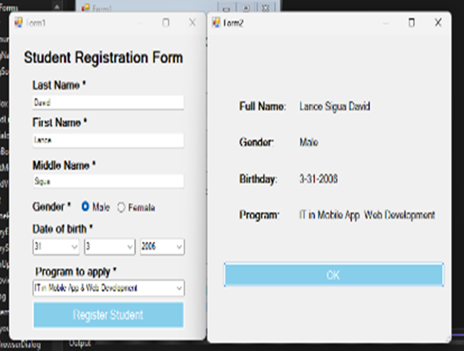 Form1
Student Registration Form
Last Name *
David
First Name *
Lance
Middle Name *
Sigua
Gender * Male Female
Date of birth *
31 3 2006
Program to apply *
IT in Mobile App & Web Development
Register Student
Form2
Full Name: Lance Sigua David
Gender: Male
Birthday: 3-31-2006
Program: IT in Mobile App Web Development
OK
Output